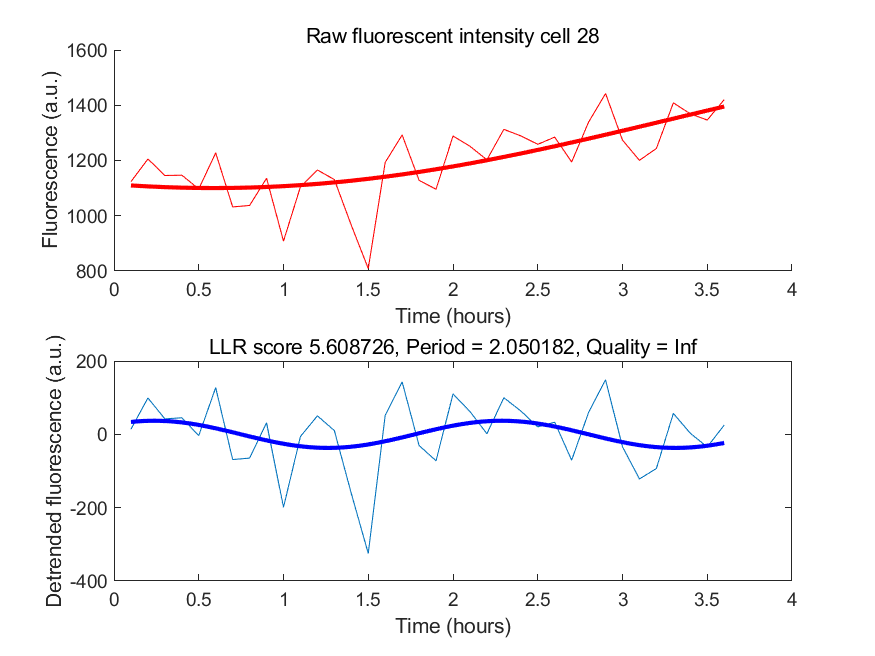 Raw fluorescent intensity cell 28
Fluorescence (a.u.)
1600
1400
1200
1000
800
0 0.5 1 1.5 2 2.5 3 3.5 4
Time (hours)
LLR score 5.608726, Period = 2.050182, Quality = Inf
Detrended fluorescence (a.u.)
200
0
-200
-400
0 0.5 1 1.5 2 2.5 3 3.5 4
Time (hours)